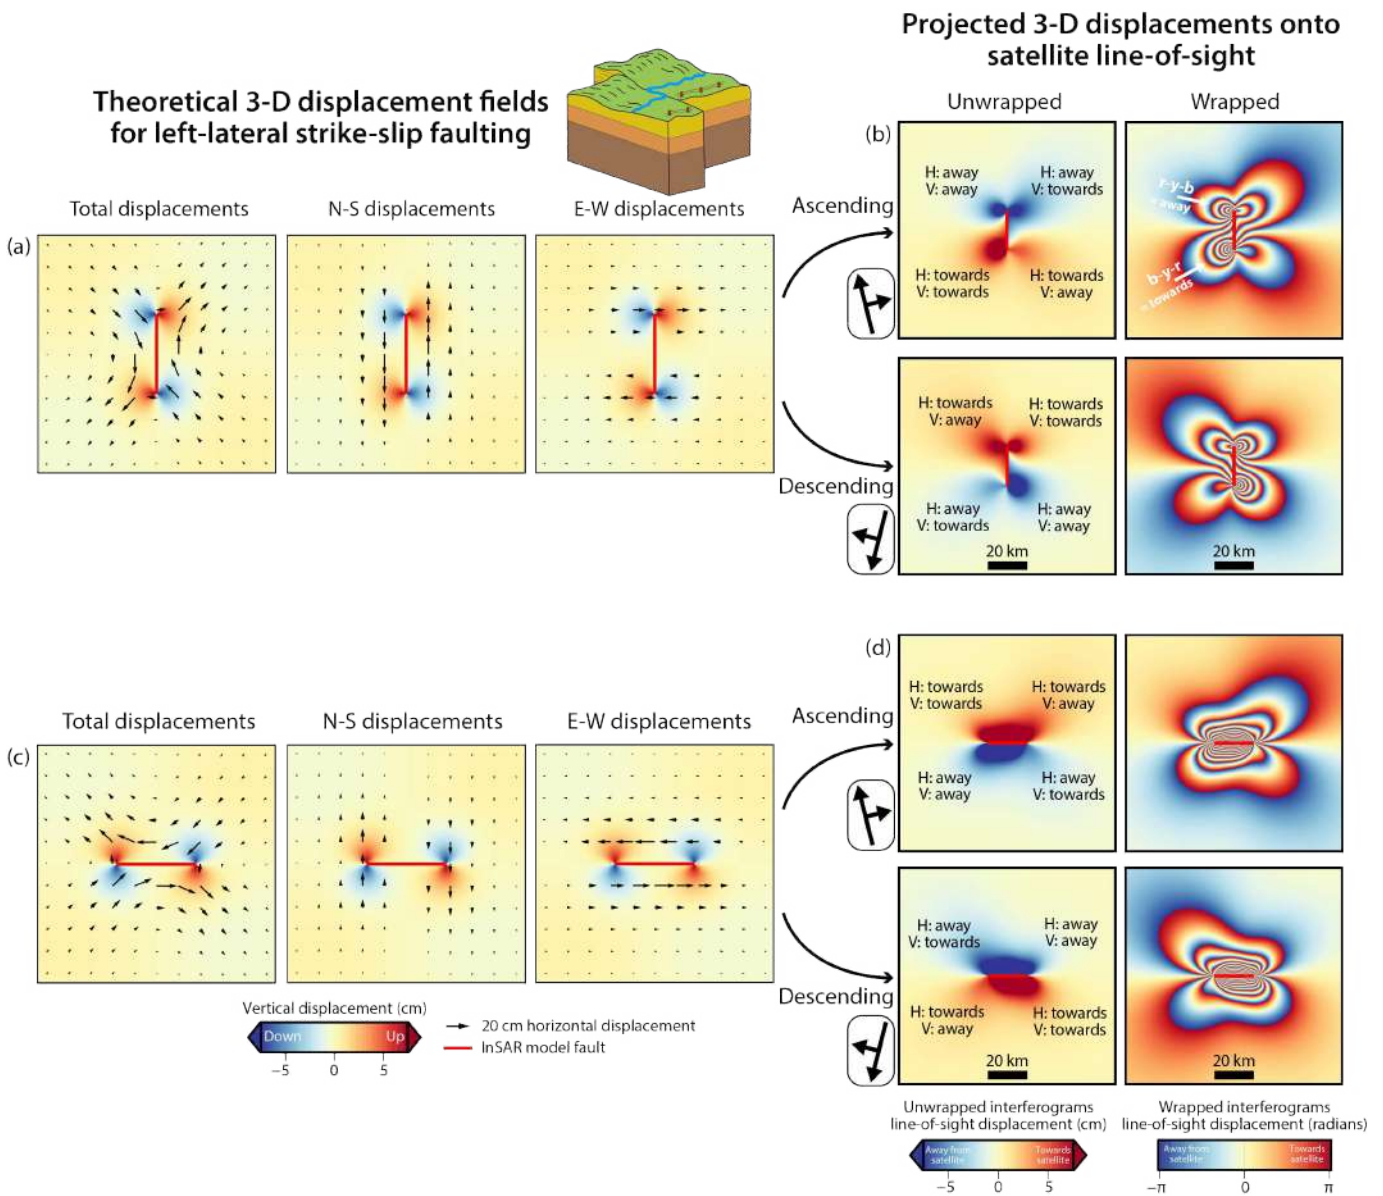 Projected 3-D displacements onto
satellite line-of-sight
Theoretical 3-D displacement fields
for left-lateral strike-slip faulting
Unwrapped
Wrapped
(a)
Total displacements
N-S displacements
E-W displacements
Ascending
(b)
H: away
V: away
H: away
V: towards
H: towards
V: towards
H: towards
V: away
r-y-b
= away
b-y-r
= towards
Descending
H: towards
V: away
H: towards
V: towards
H: away
V: towards
H: away
V: away
20 km
20 km
(c)
Total displacements
N-S displacements
E-W displacements
Ascending
(d)
H: towards
V: towards
H: towards
V: away
H: away
V: away
H: away
V: towards
Descending
H: away
V: towards
H: away
V: away
H: towards
V: away
H: towards
V: towards
20 km
20 km
Vertical displacement (cm)
Down
Up
−5 0 5
20 cm horizontal displacement
InSAR model fault
Unwrapped interferograms
line-of-sight displacement (cm)
Away from
satellite
Towards
satellite
−5 0 5
Wrapped interferograms
line-of-sight displacement (radians)
Away from
satellite
Towards
satellite
−π 0 π